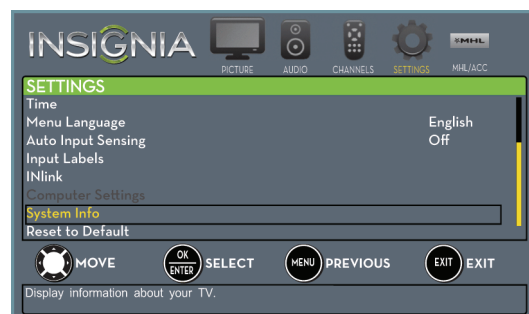 INSIGNIA
PICTURE AUDIO CHANNELS SETTINGS MHL/ACC
MHL
SETTINGS
Time
Menu Language English
Auto Input Sensing Off
Input Labels
INlink
Computer Settings
System Info
Reset to Default
MOVE OK ENTER SELECT MENU PREVIOUS EXIT EXIT
Display information about your TV.